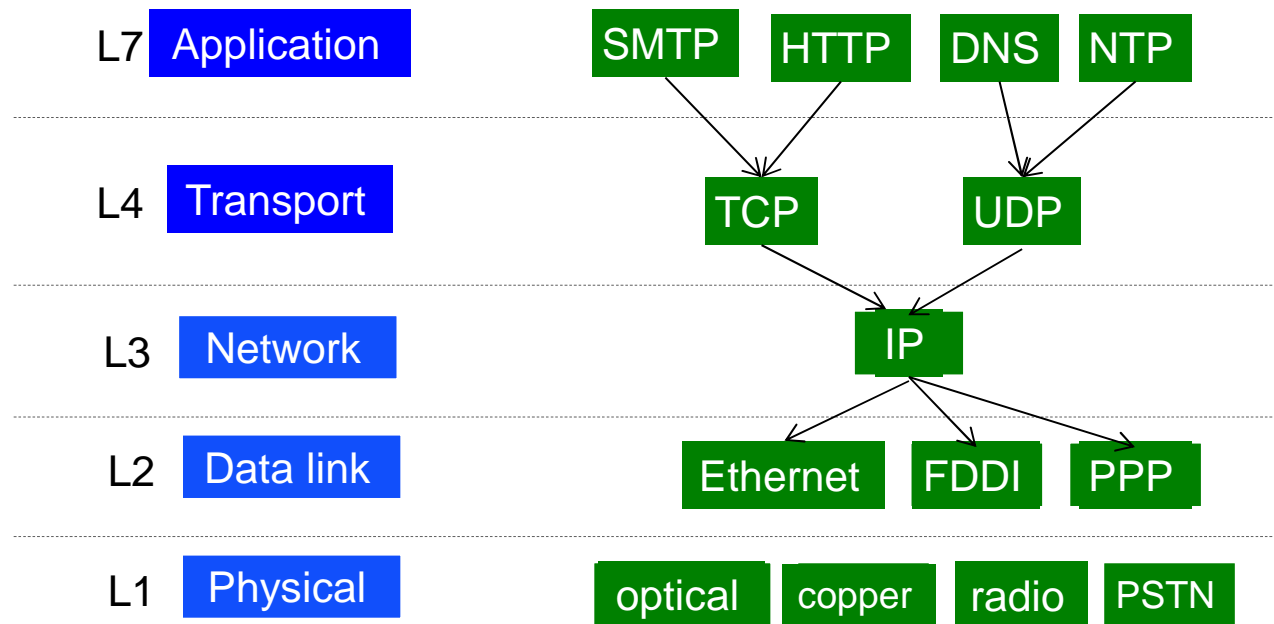 L7 Application SMTP HTTP DNS NTP
L4 Transport TCP UDP
L3 Network IP
L2 Data link Ethernet FDDI PPP
L1 Physical optical copper radio PSTN